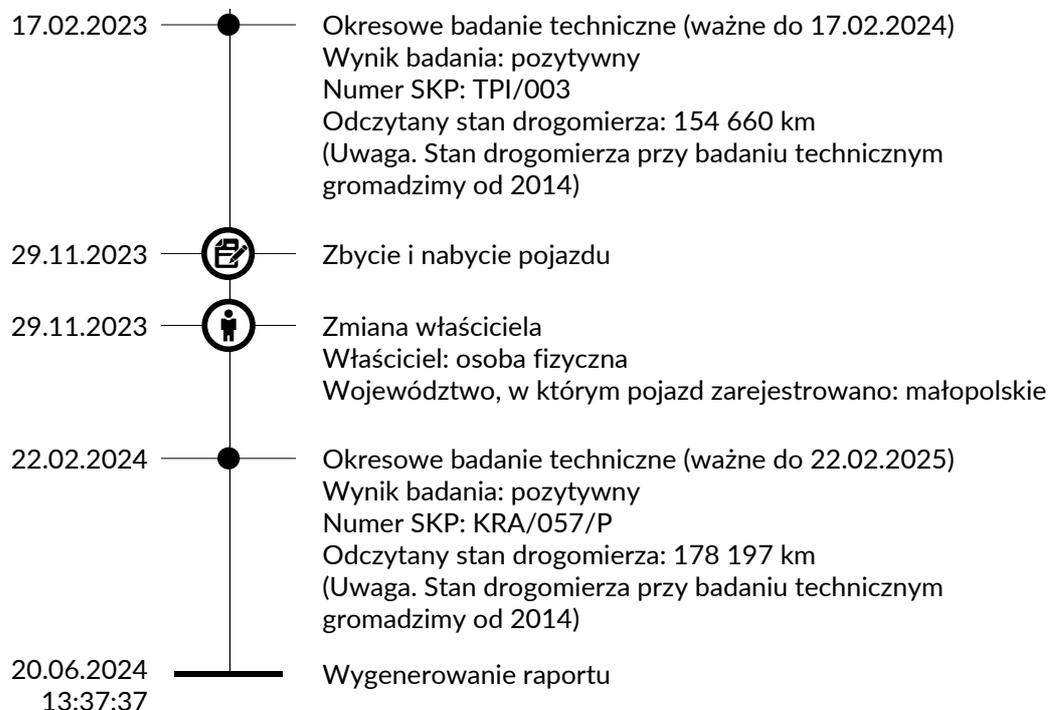 17.02.2023
Okresowe badanie techniczne (ważne do 17.02.2024)
Wynik badania: pozytywny
Numer SKP: TPI/003
Odczytany stan drogomierza: 154 660 km
(Uwaga. Stan drogomierza przy badaniu technicznym
gromadzimy od 2014)
29.11.2023
Zbycie i nabycie pojazdu
29.11.2023
Zmiana właściciela
Właściciel: osoba fizyczna
Województwo, w którym pojazd zarejestrowano: małopolskie
22.02.2024
Okresowe badanie techniczne (ważne do 22.02.2025)
Wynik badania: pozytywny
Numer SKP: KRA/057/P
Odczytany stan drogomierza: 178 197 km
(Uwaga. Stan drogomierza przy badaniu technicznym
gromadzimy od 2014)
20.06.2024
13:37:37
Wygenerowanie raportu